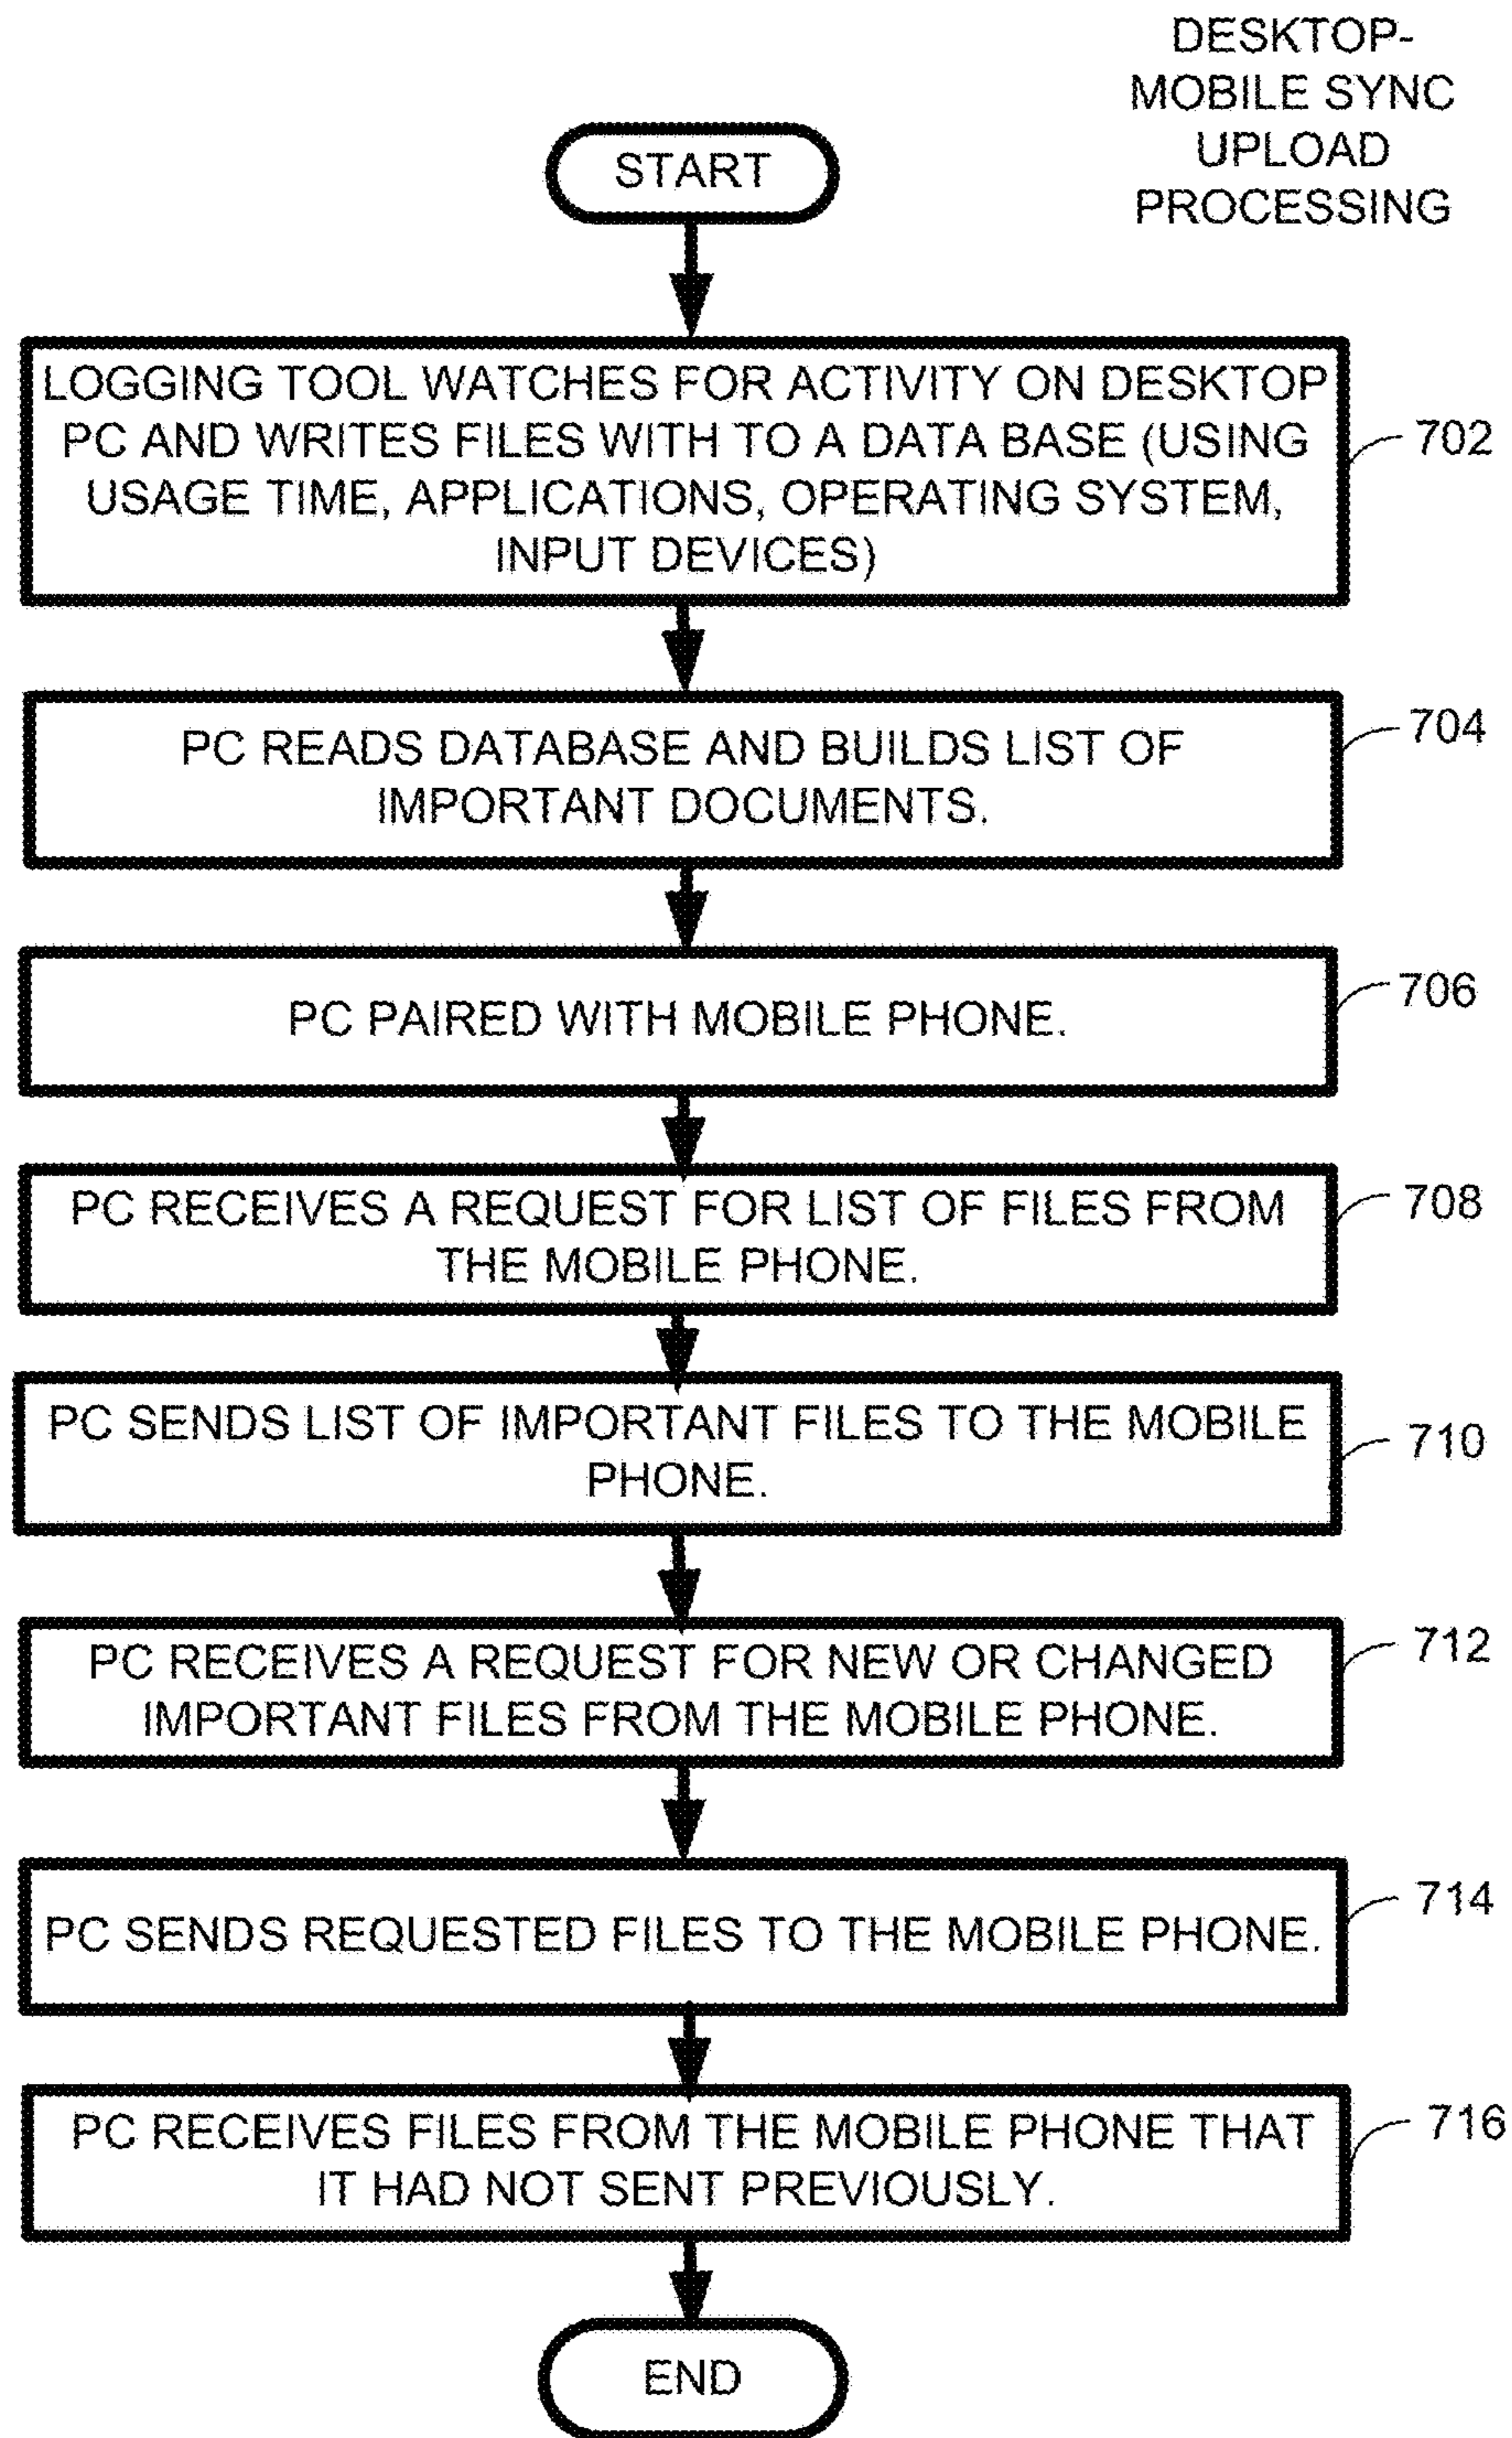 DESKTOP-
MOBILE SYNC
UPLOAD
PROCESSING
START
LOGGING TOOL WATCHES FOR ACTIVITY ON DESKTOP
PC AND WRITES FILES WITH TO A DATA BASE (USING
USAGE TIME, APPLICATIONS, OPERATING SYSTEM,
INPUT DEVICES)
702
PC READS DATABASE AND BUILDS LIST OF
IMPORTANT DOCUMENTS.
704
PC PAIRED WITH MOBILE PHONE.
706
PC RECEIVES A REQUEST FOR LIST OF FILES FROM
THE MOBILE PHONE.
708
PC SENDS LIST OF IMPORTANT FILES TO THE MOBILE
PHONE.
710
PC RECEIVES A REQUEST FOR NEW OR CHANGED
IMPORTANT FILES FROM THE MOBILE PHONE.
712
PC SENDS REQUESTED FILES TO THE MOBILE PHONE.
714
PC RECEIVES FILES FROM THE MOBILE PHONE THAT
IT HAD NOT SENT PREVIOUSLY.
716
END